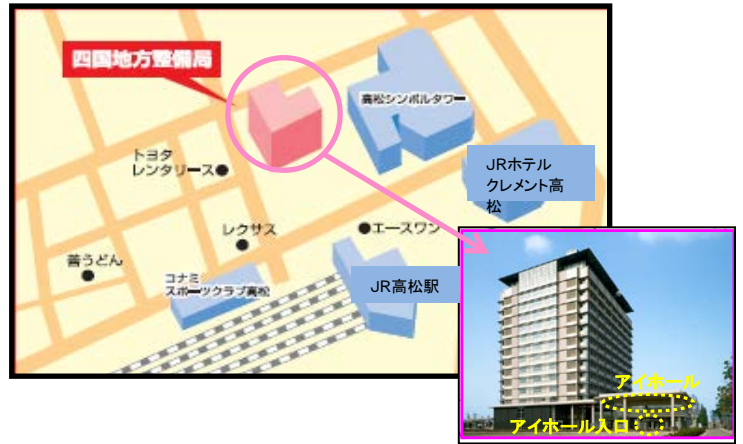 四国地方整備局
高松シンボルタワー
トヨタ
レンタリース
JRホテル
クレメント高
松
レクサス
エースワン
善うどん
コナミ
スポーツクラブ高松
JR高松駅
アイホール
アイホール入口